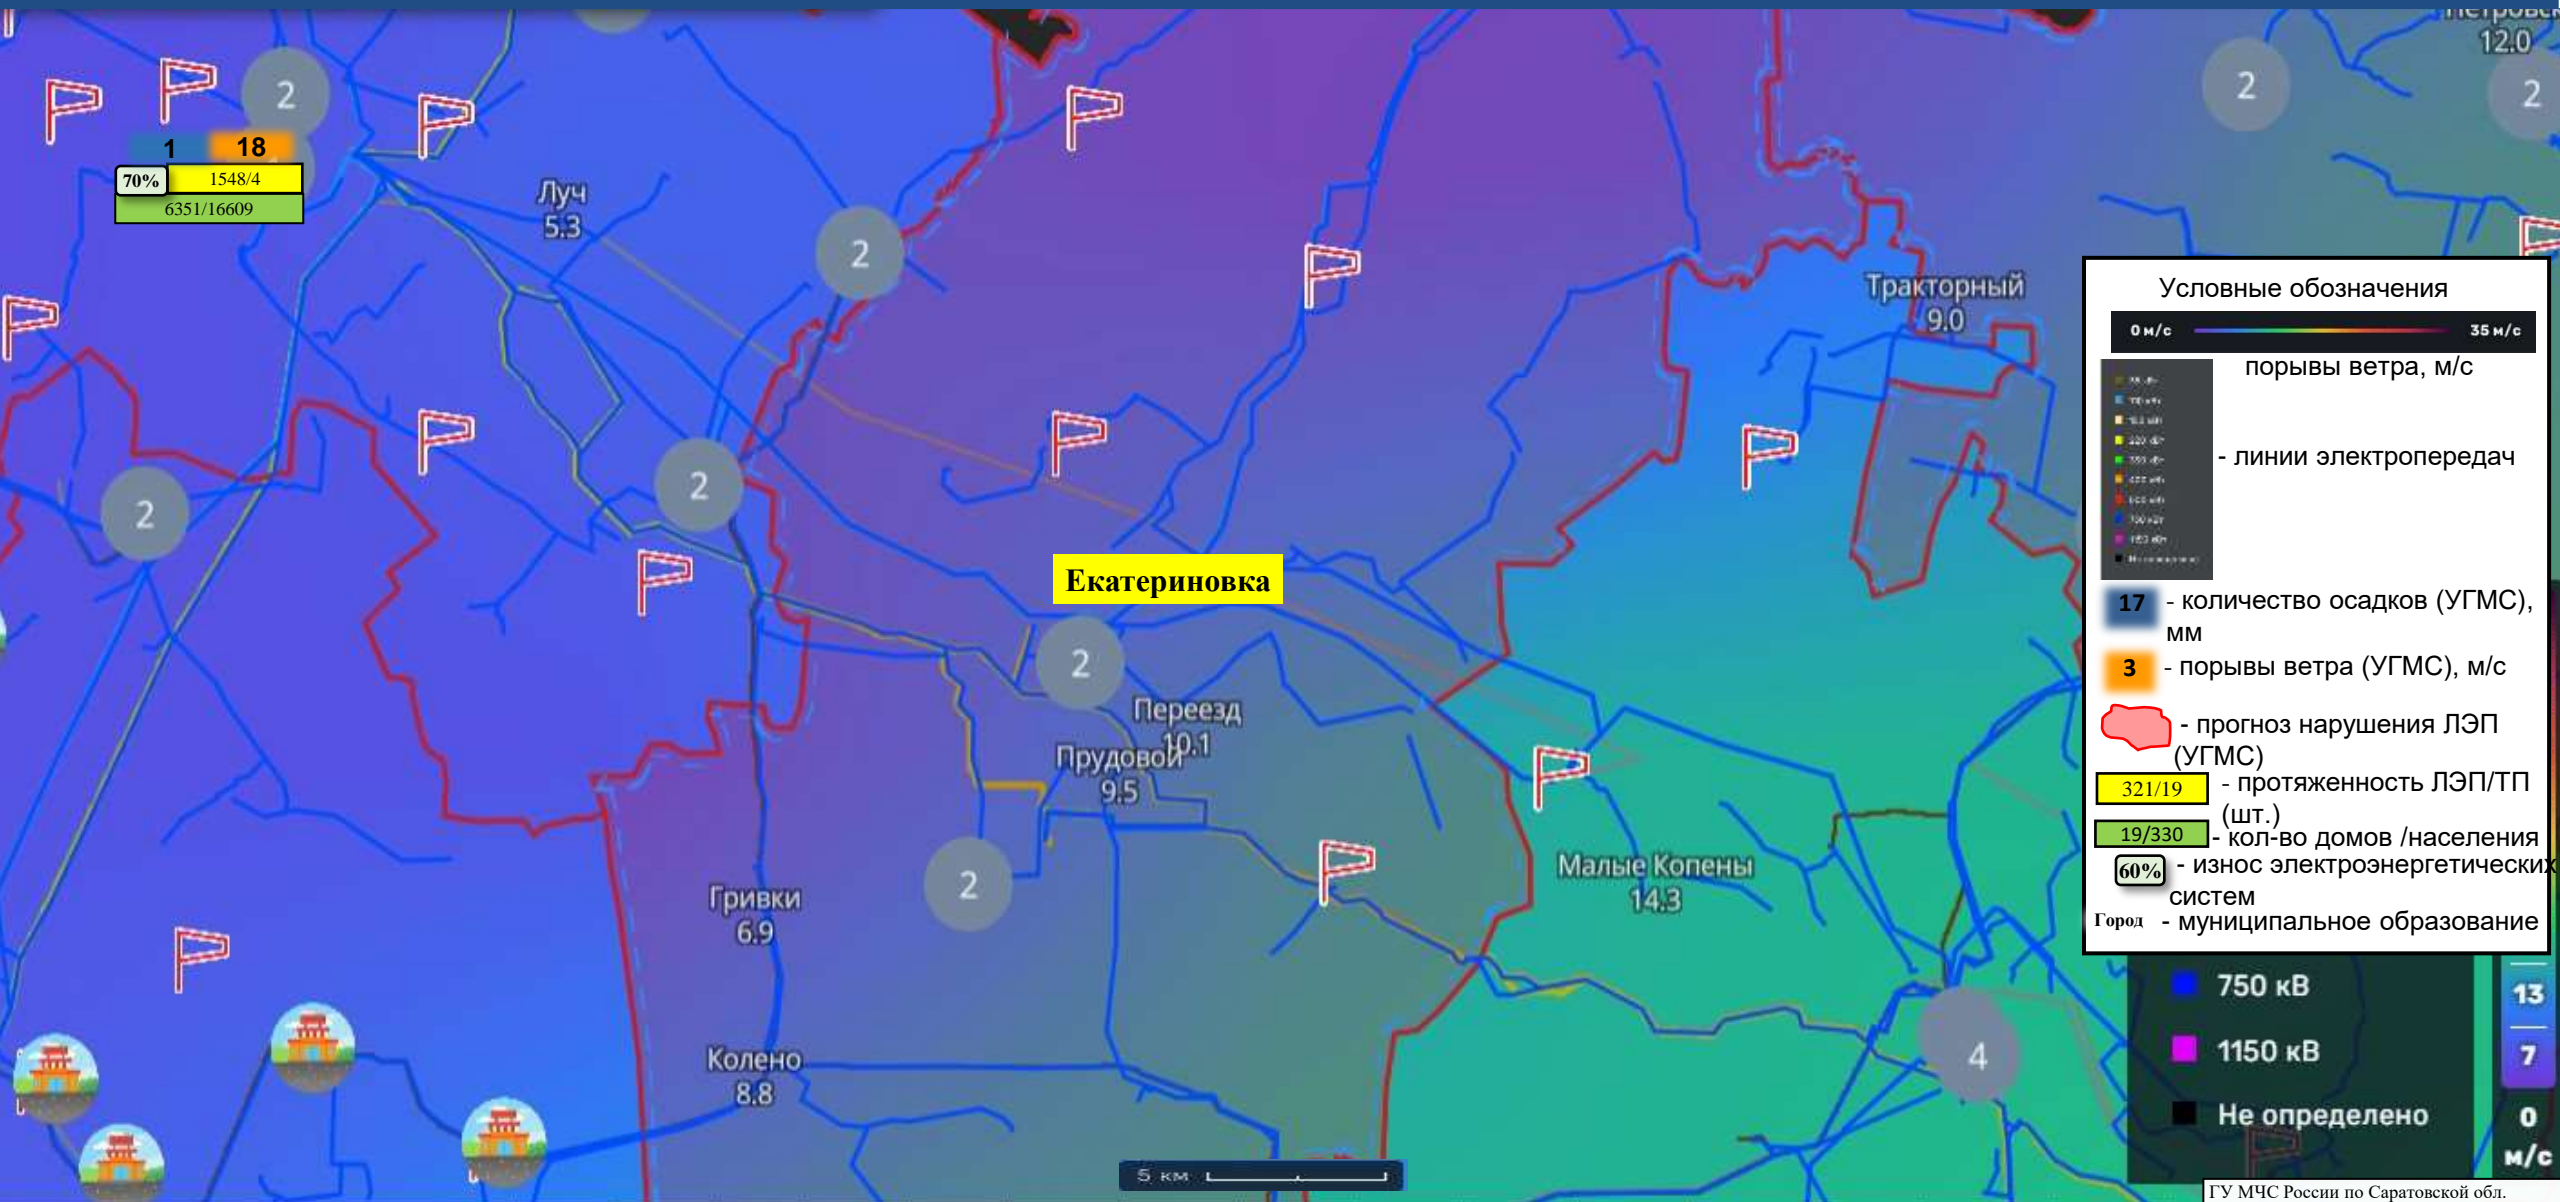 Петровск
12.0
2
2
2
1 18
70% 1548/4
6351/16609
Луч
5.3
2
Тракторный
9.0
2
2
Екатериновка
2
Переезд
10.1
Прудовой
9.5
2
Гривки
6.9
Малые Копены
14.3
Колено
8.8
4
5 км
Условные обозначения
0 м/с 35 м/с
порывы ветра, м/с
- линии электропередач
17 - количество осадков (УГМС),
мм
3 - порывы ветра (УГМС), м/с
- прогноз нарушения ЛЭП
(УГМС)
321/19 - протяженность ЛЭП/ТП
(шт.)
19/330 - кол-во домов /населения
60% - износ электроэнергетических
систем
Город - муниципальное образование
750 кВ
1150 кВ
Не определено
13
7
0
м/с
ГУ МЧС России по Саратовской обл.